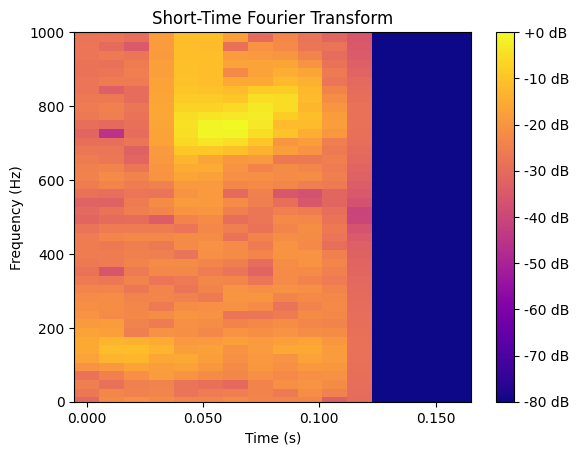 Short-Time Fourier Transform
1000
800
600
400
200
0
Frequency (Hz)
0.000
0.050
0.100
0.150
Time (s)
+0 dB
-10 dB
-20 dB
-30 dB
-40 dB
-50 dB
-60 dB
-70 dB
-80 dB